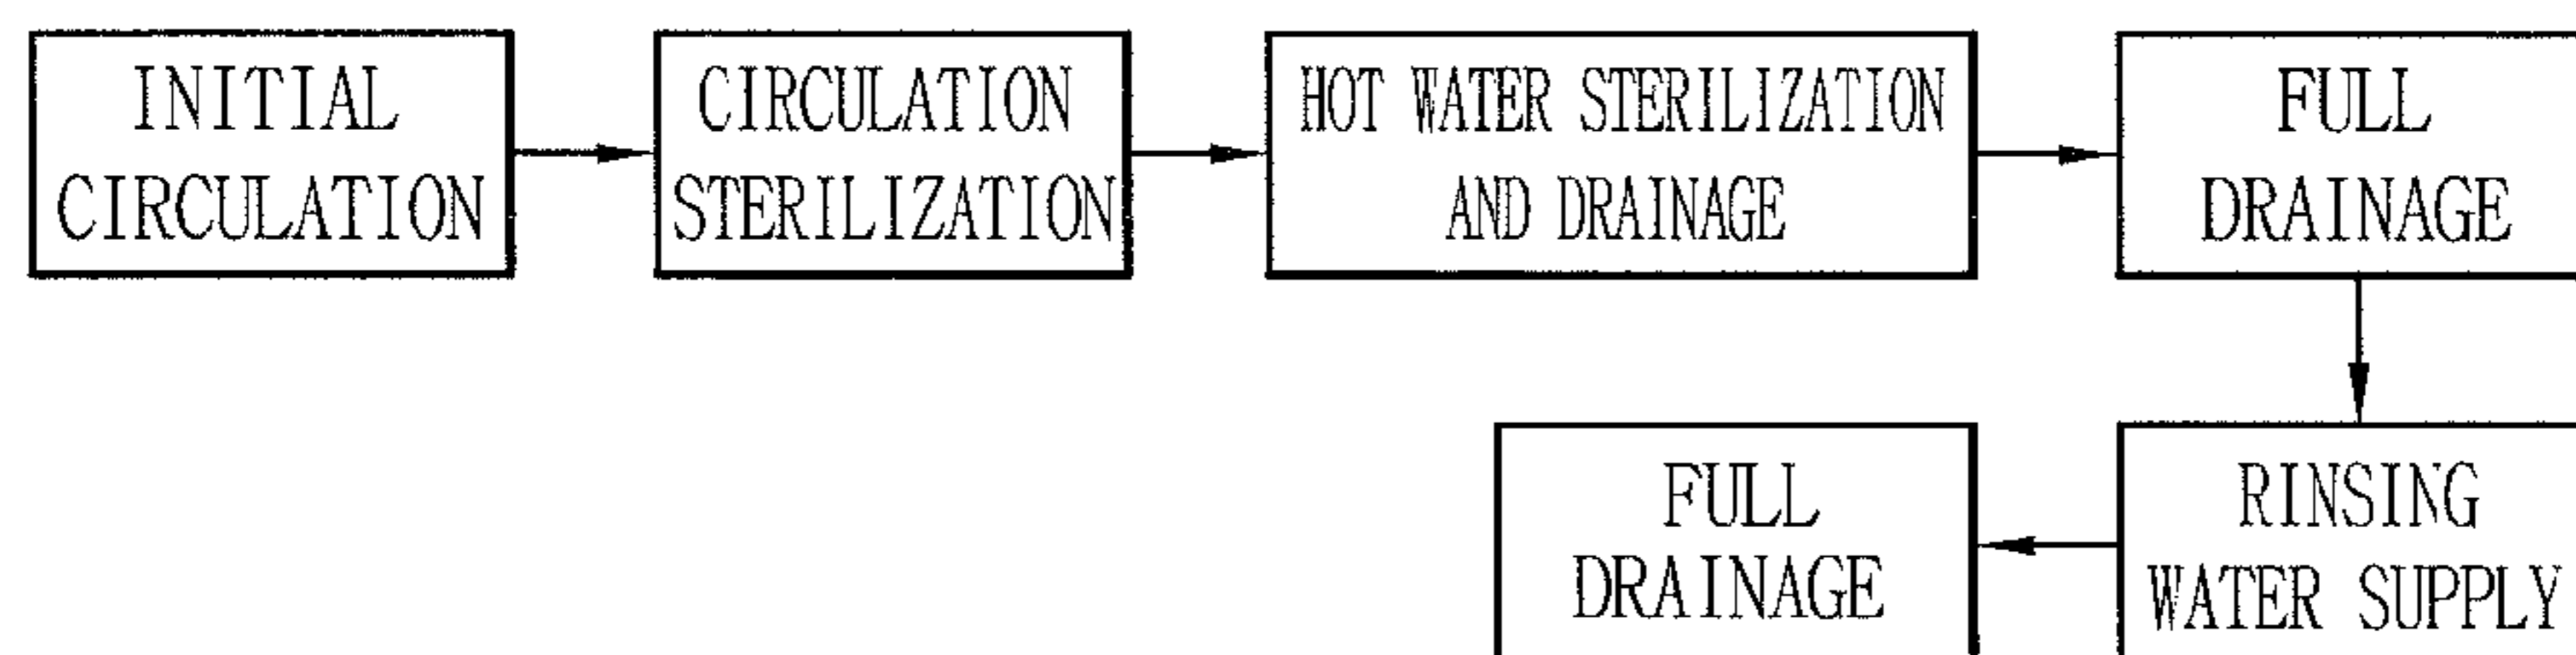 INITIAL
CIRCULATION
CIRCULATION
STERILIZATION
HOT WATER STERILIZATION
AND DRAINAGE
FULL
DRAINAGE
RINSING
WATER SUPPLY
FULL
DRAINAGE